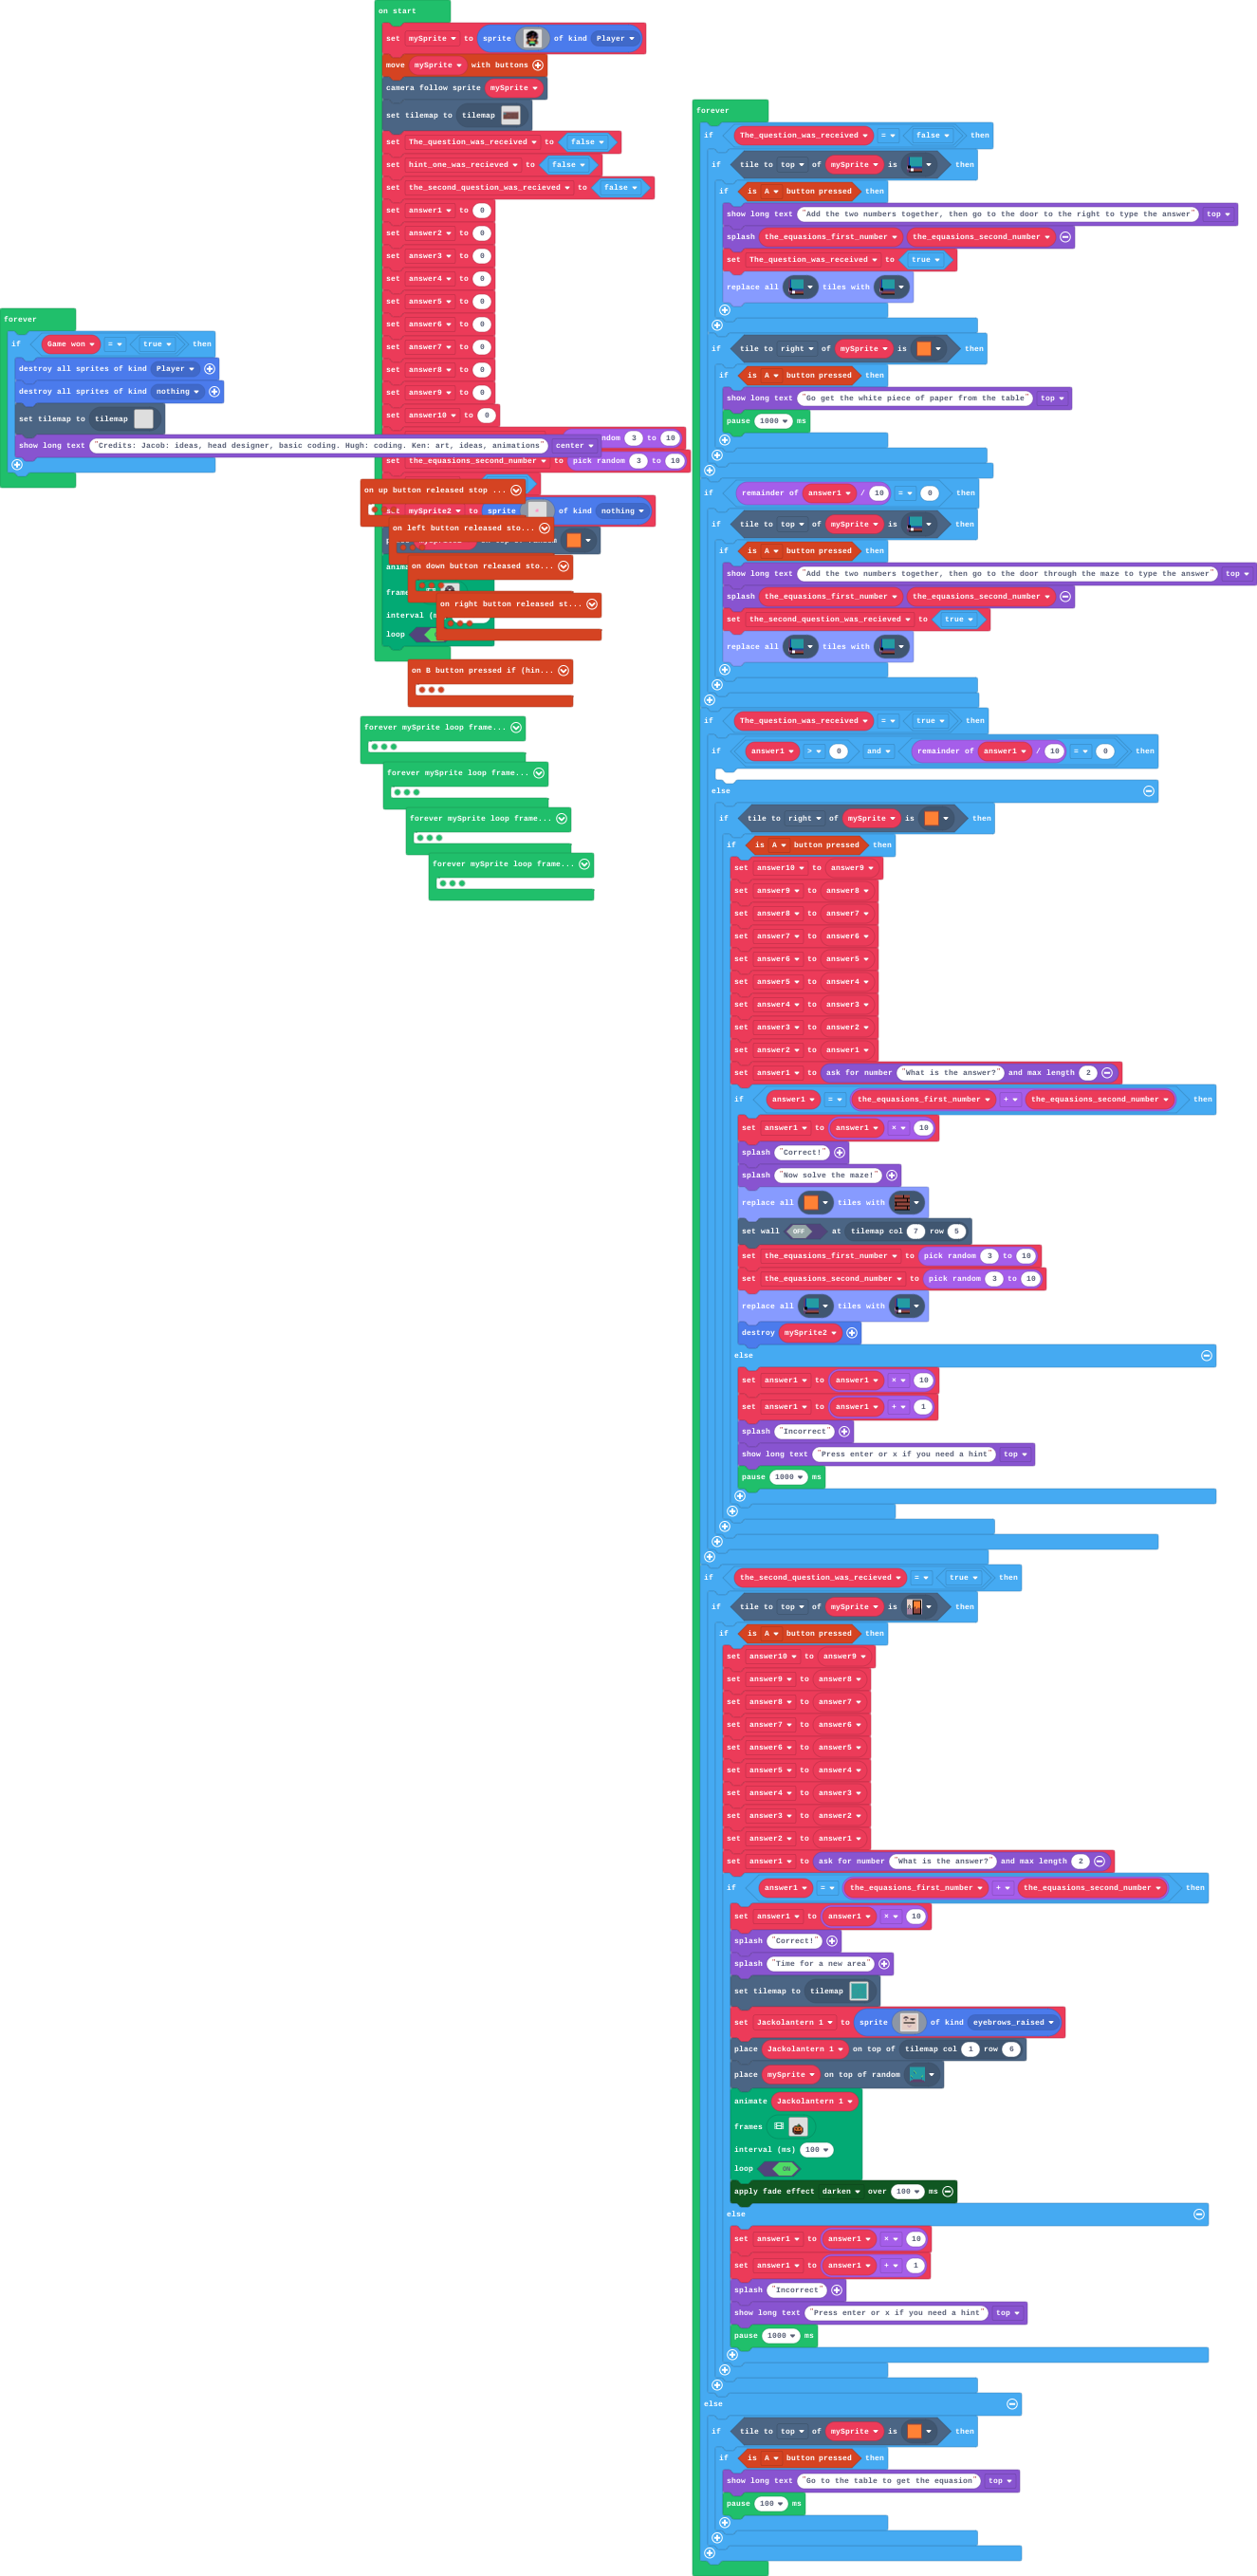 on start
set mySprite to sprite of kind Player
move mySprite with buttons
camera follow sprite mySprite
set tilemap to tilemap
set The_question_was_received to false
set hint_one_was_recieved to false
set the_second_question_was_recieved to false
set answer1 to 0
set answer2 to 0
set answer3 to 0
set answer4 to 0
set answer5 to 0
set answer6 to 0
set answer7 to 0
set answer8 to 0
set answer9 to 0
set answer10 to 0
ndom 3 to 10
set the_equasions_second_number to pick random 3 to 10
set mySprite2 to sprite of kind nothing
on top of random
anima
frame
interval (m
loop
forever
if Game won = true then
destroy all sprites of kind Player
destroy all sprites of kind nothing
set tilemap to tilemap
show long text "Credits: Jacob: ideas, head designer, basic coding. Hugh: coding. Ken: art, ideas, animations" center
on up button released stop ...
on left button released sto...
on down button released sto...
on right button released st...
on B button pressed if (hin...
forever mySprite loop frame...
forever mySprite loop frame...
forever mySprite loop frame...
forever mySprite loop frame...
forever
if The_question_was_received = false then
if tile to top of mySprite is then
if is A button pressed then
show long text "Add the two numbers together, then go to the door to the right to type the answer" top
splash the_equasions_first_number the_equasions_second_number
set The_question_was_received to true
replace all tiles with
if tile to right of mySprite is then
if is A button pressed then
show long text "Go get the white piece of paper from the table" top
pause 1000 ms
if remainder of answer1 / 10 = 0 then
if tile to top of mySprite is then
if is A button pressed then
show long text "Add the two numbers together, then go to the door through the maze to type the answer" top
splash the_equasions_first_number the_equasions_second_number
set the_second_question_was_recieved to true
replace all tiles with
if The_question_was_received = true then
if answer1 > 0 and remainder of answer1 / 10 = 0 then
else
if tile to right of mySprite is then
if is A button pressed then
set answer10 to answer9
set answer9 to answer8
set answer8 to answer7
set answer7 to answer6
set answer6 to answer5
set answer5 to answer4
set answer4 to answer3
set answer3 to answer2
set answer2 to answer1
set answer1 to ask for number "What is the answer?" and max length 2
if answer1 = the_equasions_first_number + the_equasions_second_number then
set answer1 to answer1 × 10
splash "Correct!"
splash "Now solve the maze!"
replace all tiles with
set wall OFF at tilemap col 7 row 5
set the_equasions_first_number to pick random 3 to 10
set the_equasions_second_number to pick random 3 to 10
replace all tiles with
destroy mySprite2
else
set answer1 to answer1 × 10
set answer1 to answer1 + 1
splash "Incorrect"
show long text "Press enter or x if you need a hint" top
pause 1000 ms
if the_second_question_was_recieved = true then
if tile to top of mySprite is then
if is A button pressed then
set answer10 to answer9
set answer9 to answer8
set answer8 to answer7
set answer7 to answer6
set answer6 to answer5
set answer5 to answer4
set answer4 to answer3
set answer3 to answer2
set answer2 to answer1
set answer1 to ask for number "What is the answer?" and max length 2
if answer1 = the_equasions_first_number + the_equasions_second_number then
set answer1 to answer1 × 10
splash "Correct!"
splash "Time for a new area"
set tilemap to tilemap
set Jackolantern 1 to sprite of kind eyebrows_raised
place Jackolantern 1 on top of tilemap col 1 row 6
place mySprite on top of random
animate Jackolantern 1
frames
interval (ms) 100
loop ON
apply fade effect darken over 100 ms
else
set answer1 to answer1 × 10
set answer1 to answer1 + 1
splash "Incorrect"
show long text "Press enter or x if you need a hint" top
pause 1000 ms
else
if tile to top of mySprite is then
if is A button pressed then
show long text "Go to the table to get the equasion" top
pause 100 ms